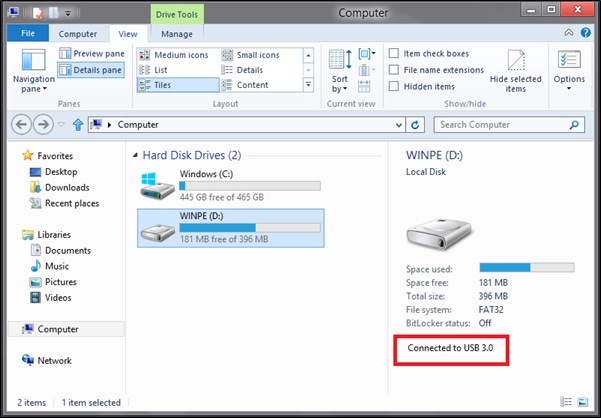 Drive Tools
Computer
File
Computer
View
Manage
Navigation pane
Preview pane
Details pane
Panes
Medium icons
Small icons
List
Details
Tiles
Content
Layout
Sort by
Current view
Item check boxes
File name extensions
Hidden items
Hide selected items
Show/hide
Options
Computer
Search Computer
Favorites
Desktop
Downloads
Recent places
Libraries
Documents
Music
Pictures
Videos
Computer
Network
Hard Disk Drives (2)
Windows (C:)
445 GB free of 465 GB
WINPE (D:)
181 MB free of 396 MB
WINPE (D:)
Local Disk
Space used:
Space free: 181 MB
Total size: 396 MB
File system: FAT32
BitLocker status: Off
Connected to USB 3.0
2 items 1 item selected